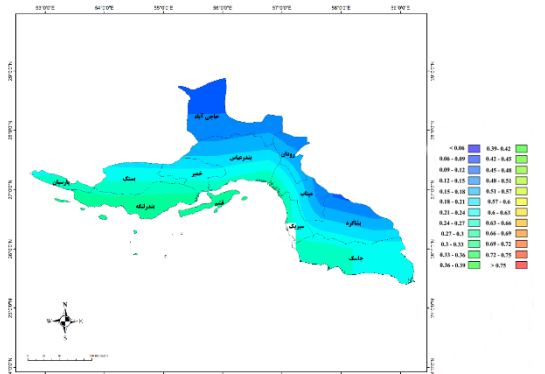 53°0'0"E 54°0'0"E 55°0'0"E 56°0'0"E 57°0'0"E 58°0'0"E 59°0'0"E
حاجی آباد
بندرعباس
رودان
خمیر
بستک
پارسیان
میناب
قشم
بندرلنگه
بشاگرد
سیریک
جاسک
< 0.06 0.39- 0.42
0.06 - 0.09 0.42 - 0.45
0.09 - 0.12 0.45 - 0.48
0.12 - 0.15 0.48 - 0.51
0.15 - 0.18 0.51 - 0.57
0.18 - 0.21 0.57 - 0.6
0.21 - 0.24 0.6 - 0.63
0.24 - 0.27 0.63 - 0.66
0.27 - 0.3 0.66 - 0.69
0.3 - 0.33 0.69 - 0.72
0.33 - 0.36 0.72 - 0.75
0.36 - 0.39 > 0.75
N
W
E
S